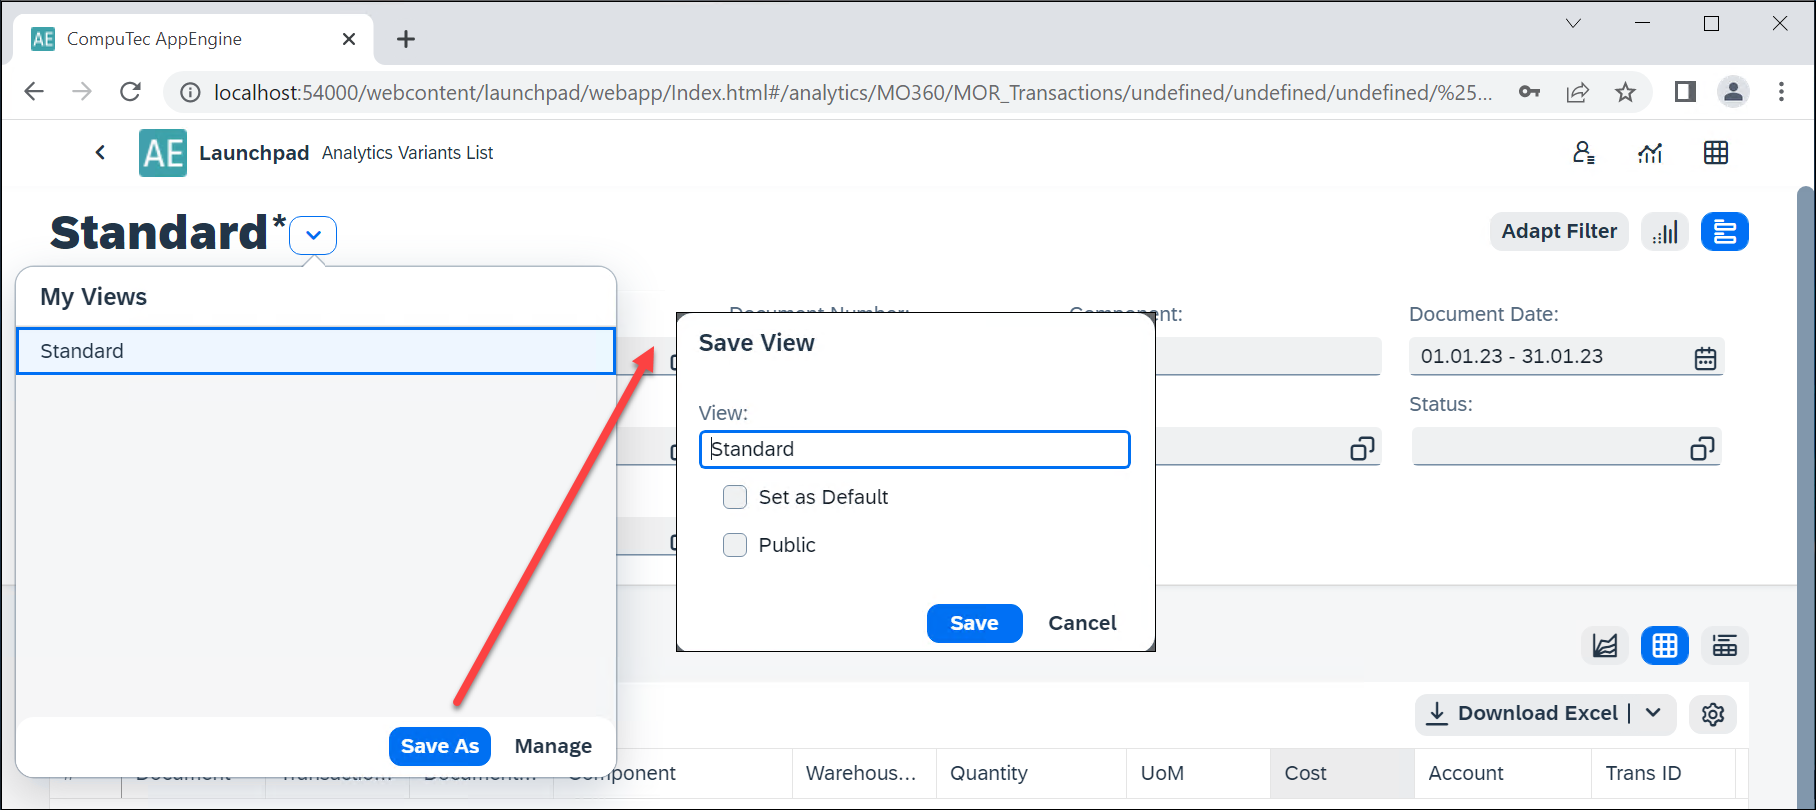 AE CompuTec AppEngine
localhost:54000/webcontent/launchpad/webapp/Index.html#/analytics/MO360/MOR_Transactions/undefined/undefined/undefined/%25...
AE Launchpad Analytics Variants List
Standard*
Adapt Filter
My Views
Standard
Document Number:
Component:
Document Date:
01.01.23 - 31.01.23
Status:
Save View
View:
Standard
Set as Default
Public
Save Cancel
Download Excel
Save As Manage
# Document Transactio... Document... Component Warehous... Quantity UoM Cost Account Trans ID